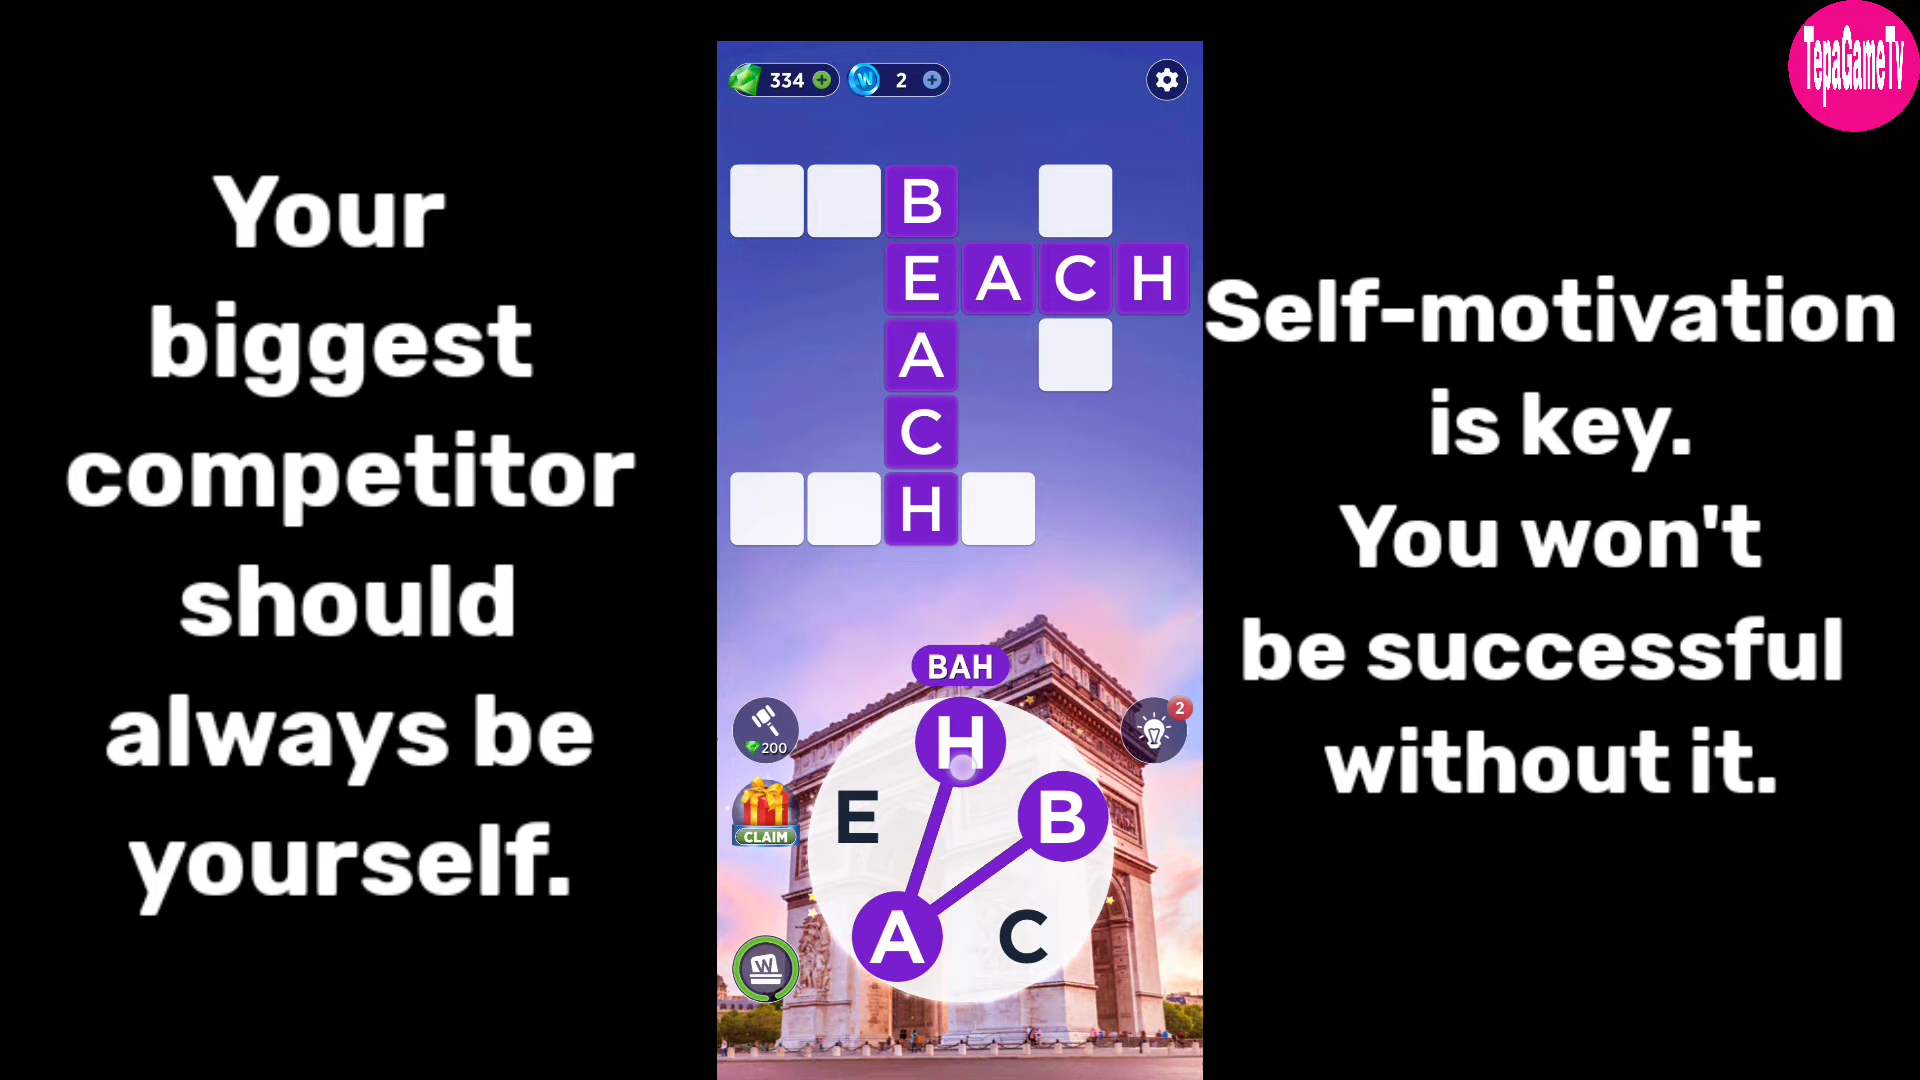 TepaGameTv
334
W
2
Your
biggest
competitor
should
always be
yourself.
B
E A C H
A
C
H
BAH
200
2
H
E
B
CLAIM
A
C
W
Self-motivation
is key.
You won't
be successful
without it.